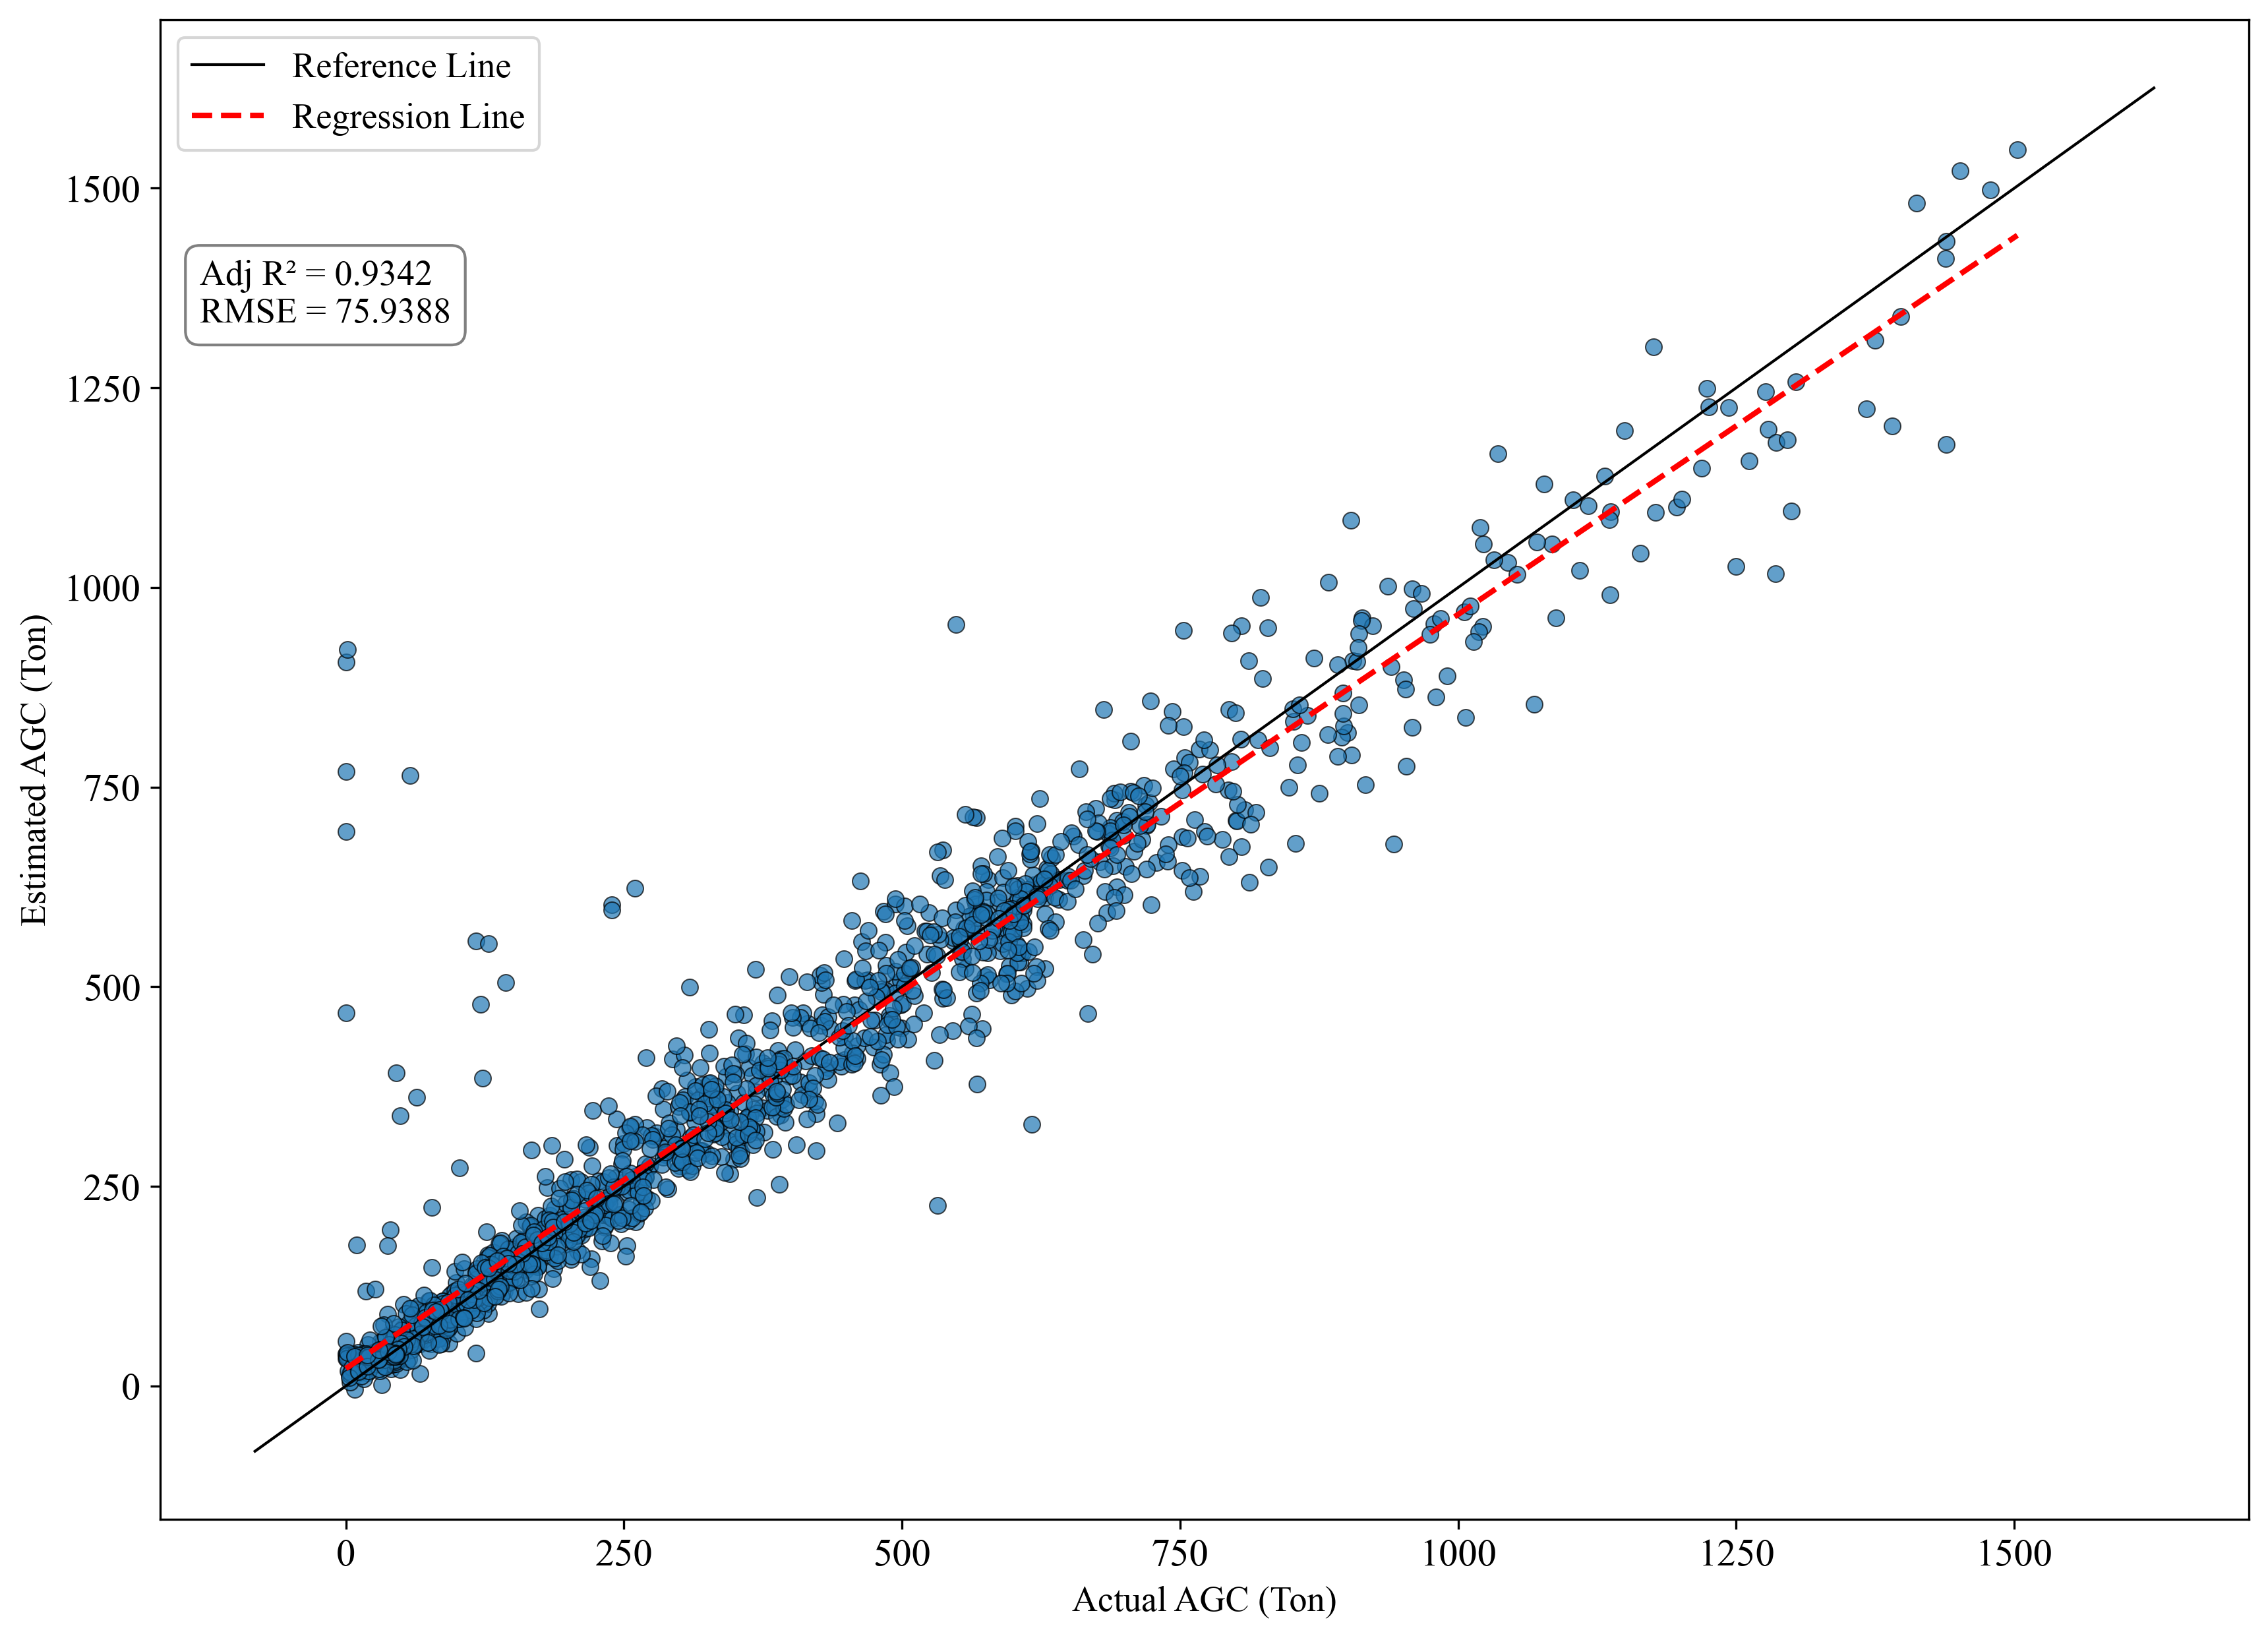 Reference Line
Regression Line
Adj R² = 0.9342
RMSE = 75.9388
1500
1250
1000
750
500
250
0
Estimated AGC (Ton)
0 250 500 750 1000 1250 1500
Actual AGC (Ton)